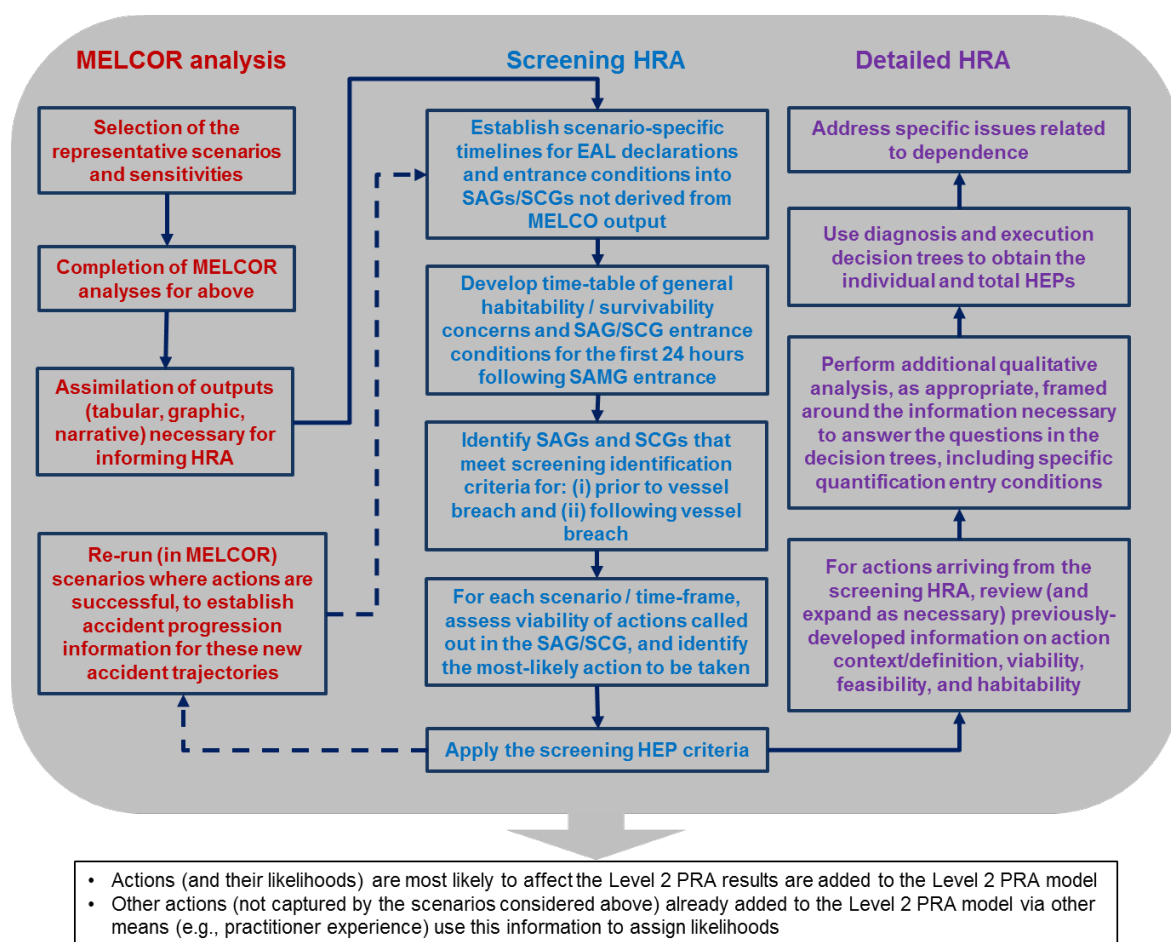 MELCOR analysis
Selection of the
representative scenarios
and sensitivities
Completion of MELCOR
analyses for above
Assimilation of outputs
(tabular, graphic,
narrative) necessary for
informing HRA
Re-run (in MELCOR)
scenarios where actions are
successful, to establish
accident progression
information for these new
accident trajectories
Screening HRA
Establish scenario-specific
timelines for EAL declarations
and entrance conditions into
SAGs/SCGs not derived from
MELCO output
Develop time-table of general
habitability / survivability
concerns and SAG/SCG entrance
conditions for the first 24 hours
following SAMG entrance
Identify SAGs and SCGs that
meet screening identification
criteria for: (i) prior to vessel
breach and (ii) following vessel
breach
For each scenario / time-frame,
assess viability of actions called
out in the SAG/SCG, and identify
the most-likely action to be taken
Apply the screening HEP criteria
Detailed HRA
Address specific issues related
to dependence
Use diagnosis and execution
decision trees to obtain the
individual and total HEPs
Perform additional qualitative
analysis, as appropriate, framed
around the information necessary
to answer the questions in the
decision trees, including specific
quantification entry conditions
For actions arriving from the
screening HRA, review (and
expand as necessary) previously-
developed information on action
context/definition, viability,
feasibility, and habitability
• Actions (and their likelihoods) are most likely to affect the Level 2 PRA results are added to the Level 2 PRA model
• Other actions (not captured by the scenarios considered above) already added to the Level 2 PRA model via other
means (e.g., practitioner experience) use this information to assign likelihoods